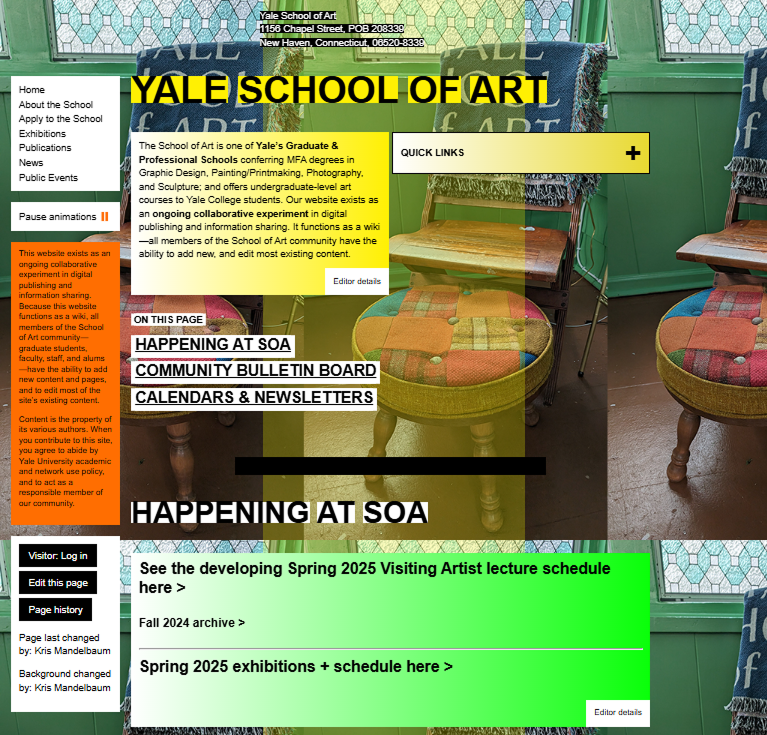 Yale School of Art
1156 Chapel Street, POB 208339
New Haven, Connecticut, 06520-8339
YALE SCHOOL OF ART
Home
About the School
Apply to the School
Exhibitions
Publications
News
Public Events
Pause animations
This website exists as an
ongoing collaborative
experiment in digital
publishing and
information sharing.
Because this website
functions as a wiki, all
members of the School
of Art community—
graduate students,
faculty, staff, and alums
—have the ability to add
new content and pages,
and to edit most of the
site's existing content.
Content is the property of
its various authors. When
you contribute to this site,
you agree to abide by
Yale University academic
and network use policy,
and to act as a
responsible member of
our community.
Visitor: Log in
Edit this page
Page history
Page last changed
by: Kris Mandelbaum
Background changed
by: Kris Mandelbaum
The School of Art is one of Yale's Graduate &
Professional Schools conferring MFA degrees in
Graphic Design, Painting/Printmaking, Photography,
and Sculpture; and offers undergraduate-level art
courses to Yale College students. Our website exists as
an ongoing collaborative experiment in digital
publishing and information sharing. It functions as a wiki
—all members of the School of Art community have the
ability to add new, and edit most existing content.
Editor details
QUICK LINKS +
ON THIS PAGE
HAPPENING AT SOA
COMMUNITY BULLETIN BOARD
CALENDARS & NEWSLETTERS
HAPPENING AT SOA
See the developing Spring 2025 Visiting Artist lecture schedule
here >
Fall 2024 archive >
Spring 2025 exhibitions + schedule here >
Editor details